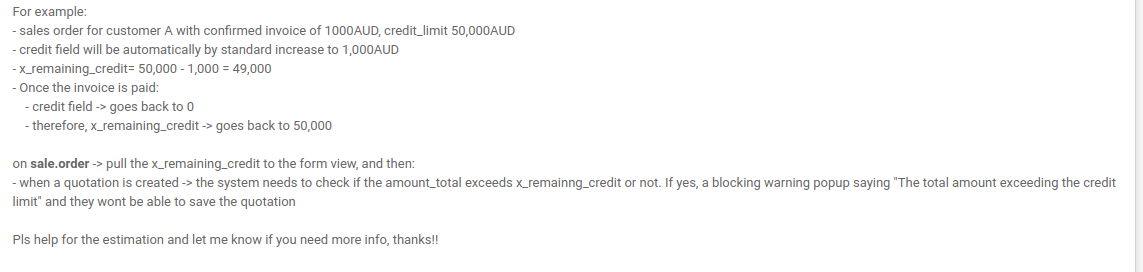 For example:
- sales order for customer A with confirmed invoice of 1000AUD, credit_limit 50,000AUD
- credit field will be automatically by standard increase to 1,000AUD
- x_remaining_credit= 50,000 - 1,000 = 49,000
- Once the invoice is paid:
- credit field -> goes back to 0
- therefore, x_remaining_credit -> goes back to 50,000
on sale.order -> pull the x_remaining_credit to the form view, and then:
- when a quotation is created -> the system needs to check if the amount_total exceeds x_remainng_credit or not. If yes, a blocking warning popup saying "The total amount exceeding the credit
limit" and they wont be able to save the quotation
Pls help for the estimation and let me know if you need more info, thanks!!